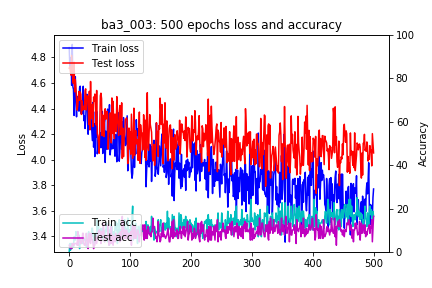 ba3_003: 500 epochs loss and accuracy
Train loss
Test loss
Train acc
Test acc
Loss
4.8
4.6
4.4
4.2
4.0
3.8
3.6
3.4
Accuracy
100
80
60
40
20
0
0 100 200 300 400 500